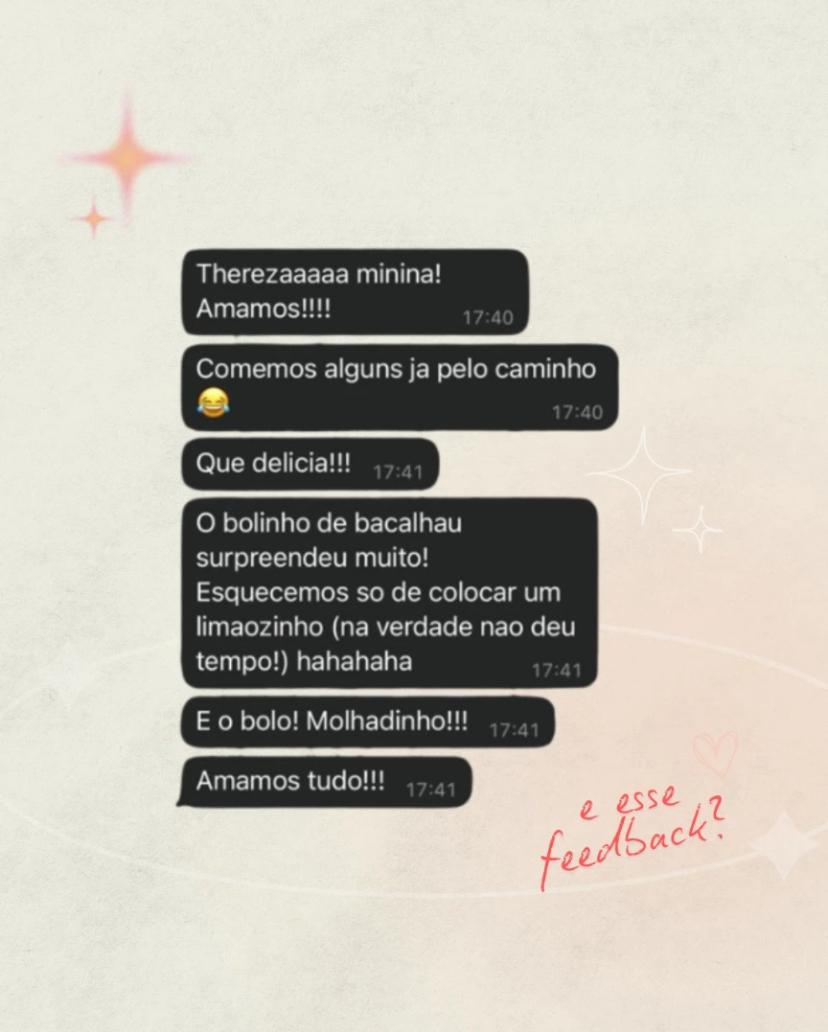 Therezaaaaa minina!
Amamos!!!!
17:40
Comemos alguns ja pelo caminho
😂
17:40
Que delicia!!!
17:41
O bolinho de bacalhau
surpreendeu muito!
Esquecemos so de colocar um
limaozinho (na verdade nao deu
tempo!) hahahaha
17:41
E o bolo! Molhadinho!!!
17:41
Amamos tudo!!!
17:41
e esse
feedback?